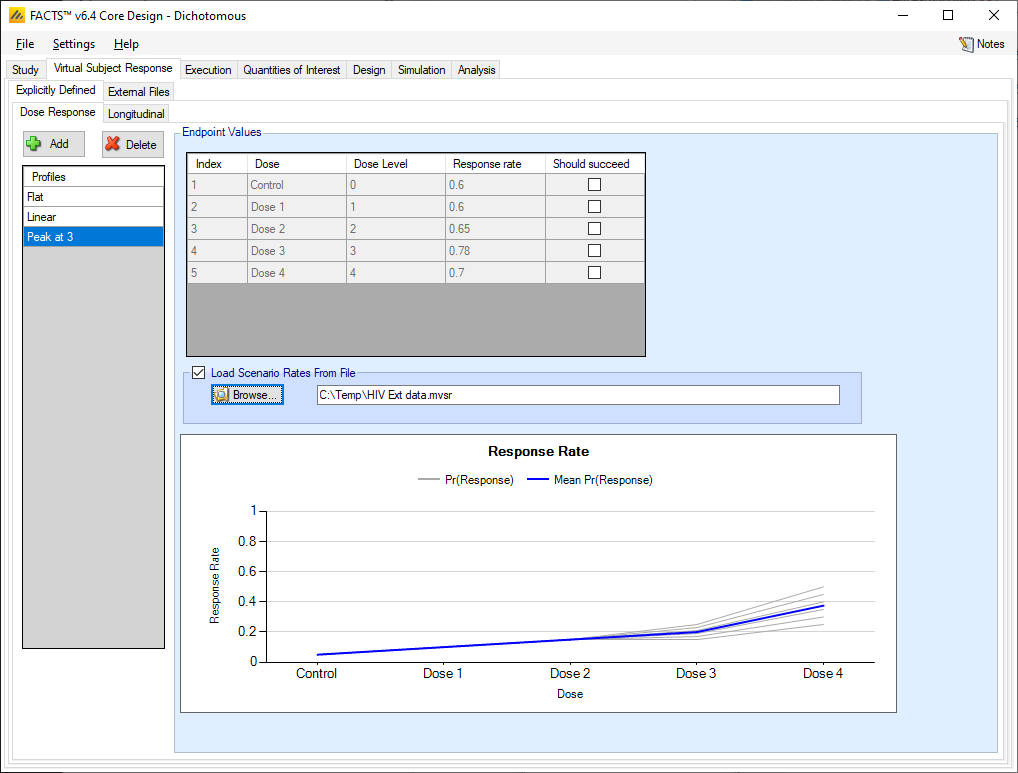 FACTS™ v6.4 Core Design - Dichotomous
File Settings Help Notes
Study Virtual Subject Response Execution Quantities of Interest Design Simulation Analysis
Explicitly Defined External Files
Dose Response Longitudinal
Add Delete
Profiles
Flat
Linear
Peak at 3
Endpoint Values
Index Dose Dose Level Response rate Should succeed
1 Control 0 0.6
2 Dose 1 1 0.6
3 Dose 2 2 0.65
4 Dose 3 3 0.78
5 Dose 4 4 0.7
Load Scenario Rates From File
Browse... C:\Temp\HIV Ext data.mvsr
Response Rate
Pr(Response) Mean Pr(Response)
Response Rate
1
0.8
0.6
0.4
0.2
0
Control Dose 1 Dose 2 Dose 3 Dose 4
Dose